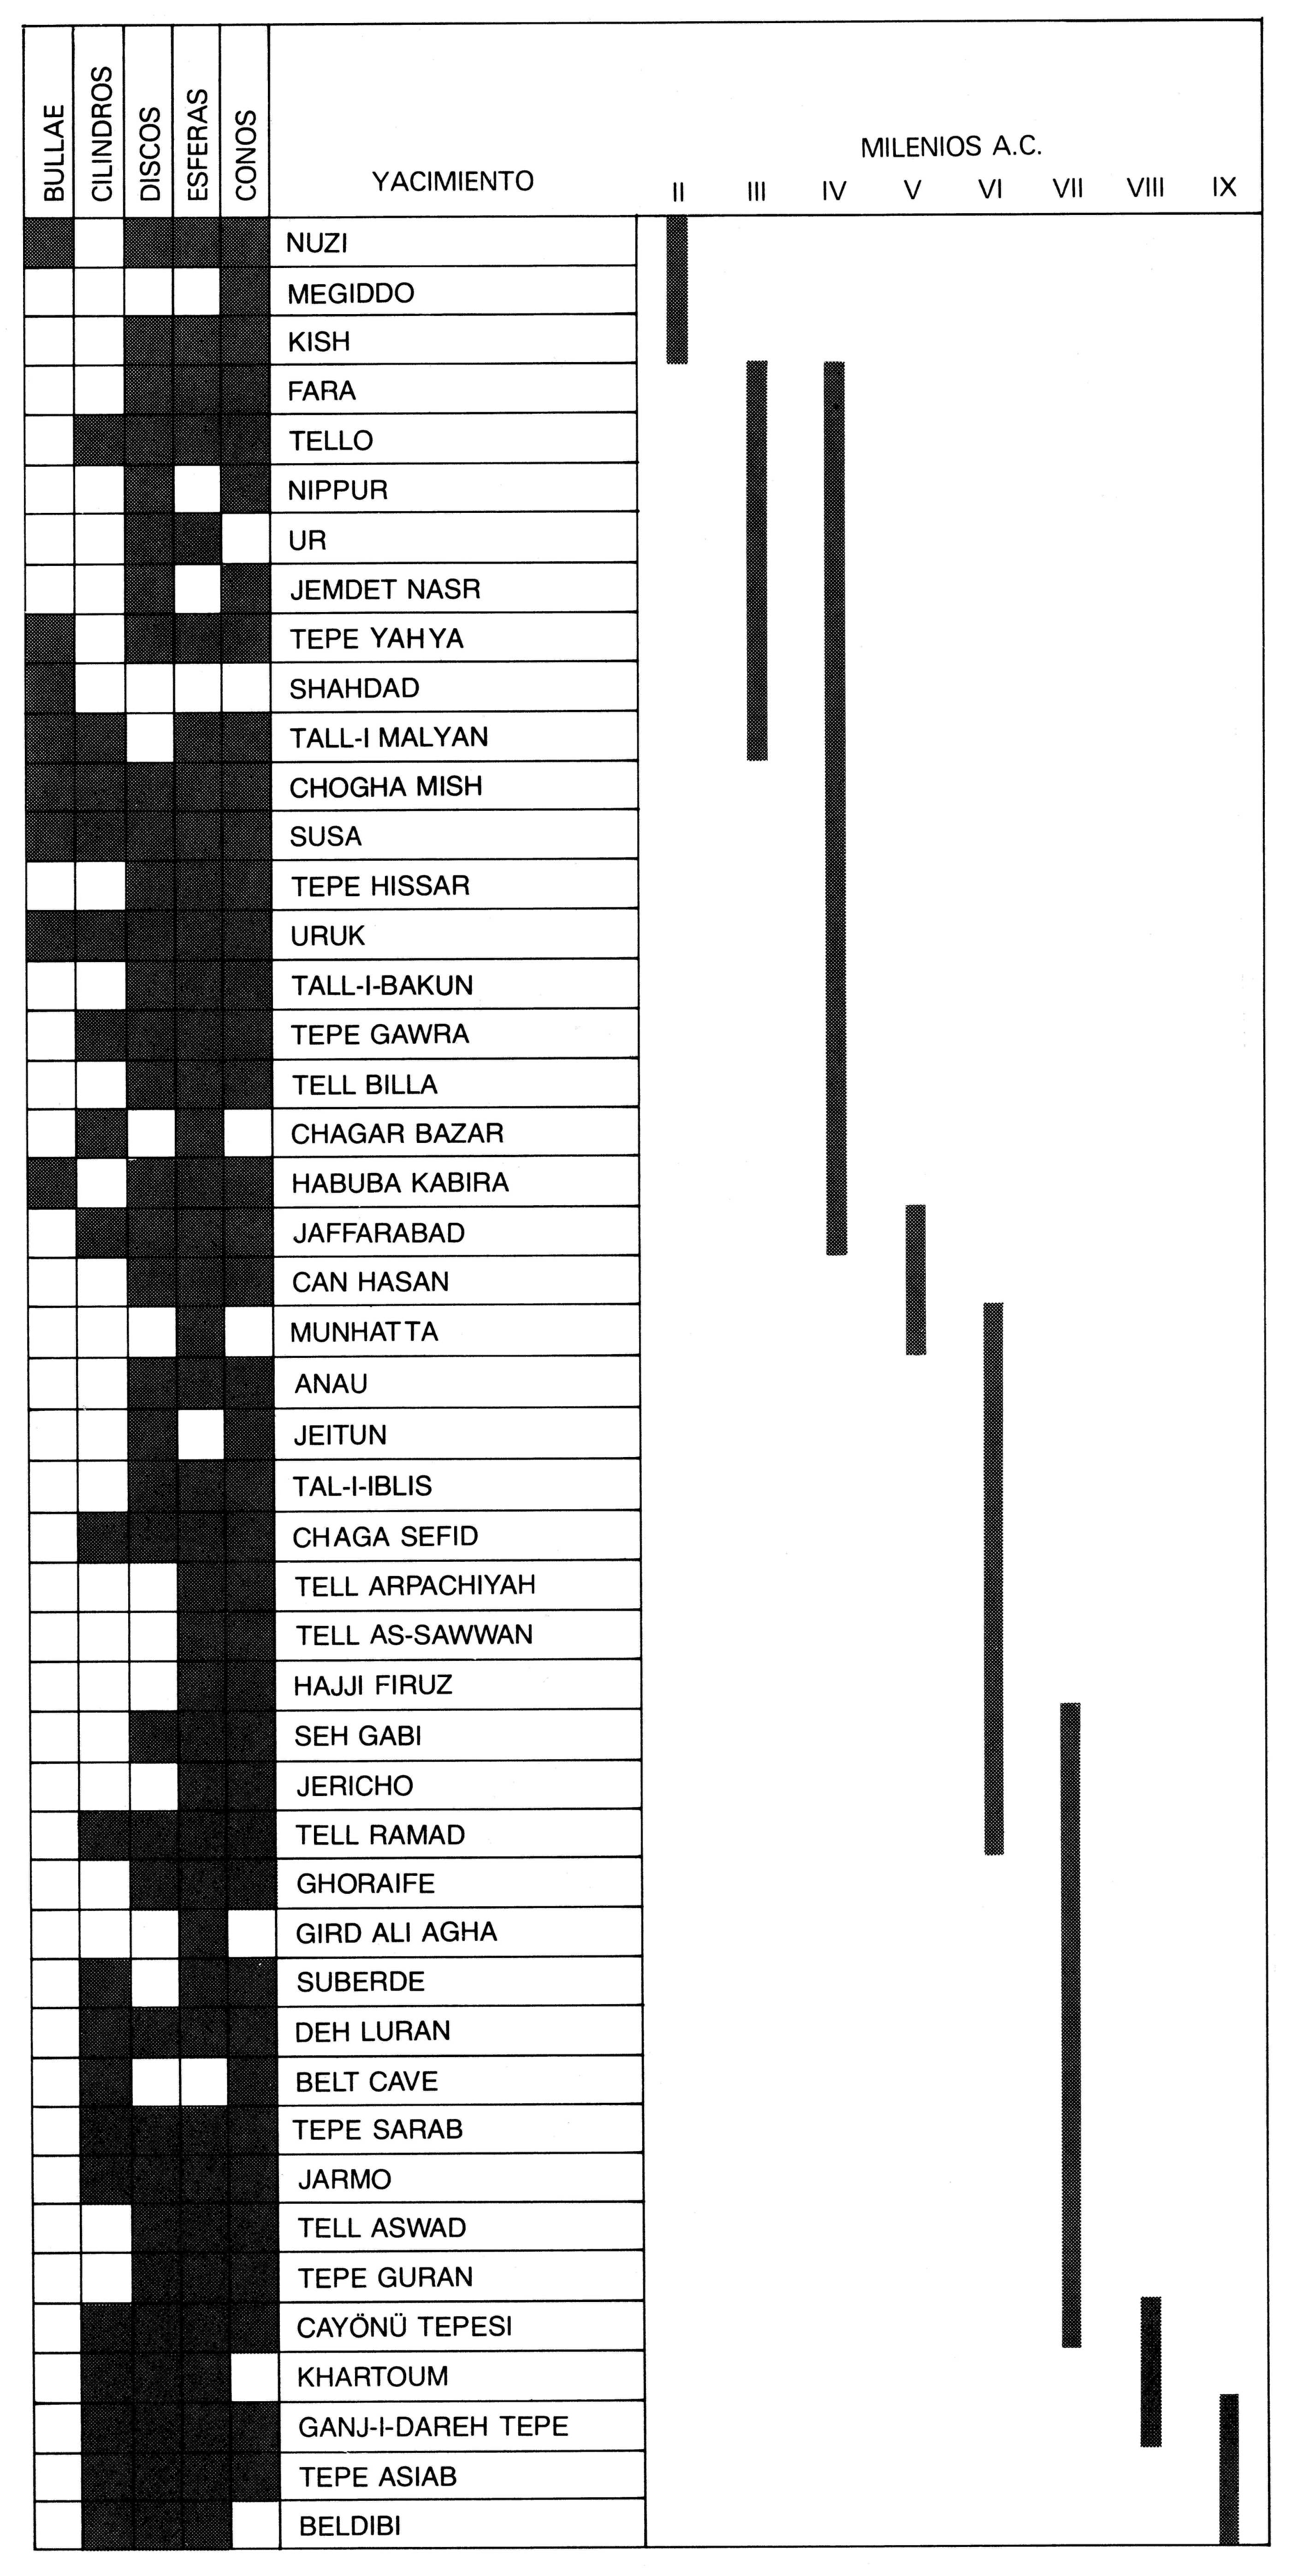 BULLAE
CILINDROS
DISCOS
ESFERAS
CONOS
YACIMIENTO
MILENIOS A.C.
II III IV V VI VII VIII IX
NUZI
MEGIDDO
KISH
FARA
TELLO
NIPPUR
UR
JEMDET NASR
TEPE YAHYA
SHAHDAD
TALL-I MALYAN
CHOGHA MISH
SUSA
TEPE HISSAR
URUK
TALL-I-BAKUN
TEPE GAWRA
TELL BILLA
CHAGAR BAZAR
HABUBA KABIRA
JAFFARABAD
CAN HASAN
MUNHATTA
ANAU
JEITUN
TAL-I-IBLIS
CHAGA SEFID
TELL ARPACHIYAH
TELL AS-SAWWAN
HAJJI FIRUZ
SEH GABI
JERICHO
TELL RAMAD
GHORAIFE
GIRD ALI AGHA
SUBERDE
DEH LURAN
BELT CAVE
TEPE SARAB
JARMO
TELL ASWAD
TEPE GURAN
CAYÖNÜ TEPESI
KHARTOUM
GANJ-I-DAREH TEPE
TEPE ASIAB
BELDIBI